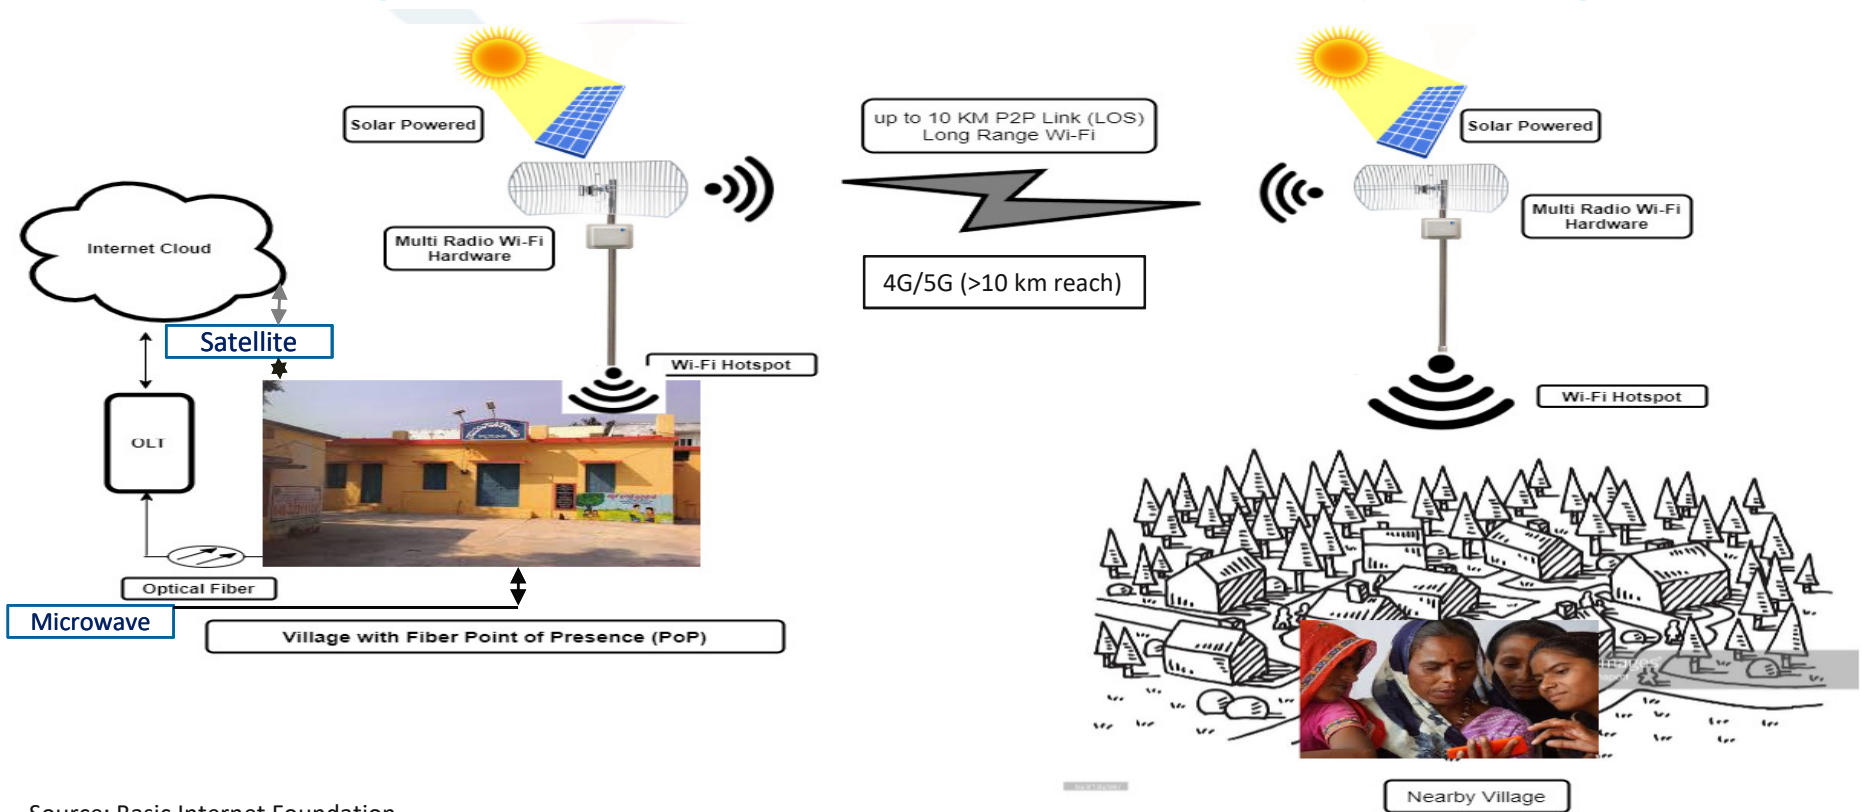 Solar Powered
up to 10 KM P2P Link (LOS)
Long Range Wi-Fi
Solar Powered
Internet Cloud
Multi Radio Wi-Fi
Hardware
Multi Radio Wi-Fi
Hardware
4G/5G (>10 km reach)
Satellite
Wi-Fi Hotspot
Wi-Fi Hotspot
OLT
Optical Fiber
Microwave
Village with Fiber Point of Presence (PoP)
images
Nearby Village
Source: Basic Internet Foundation